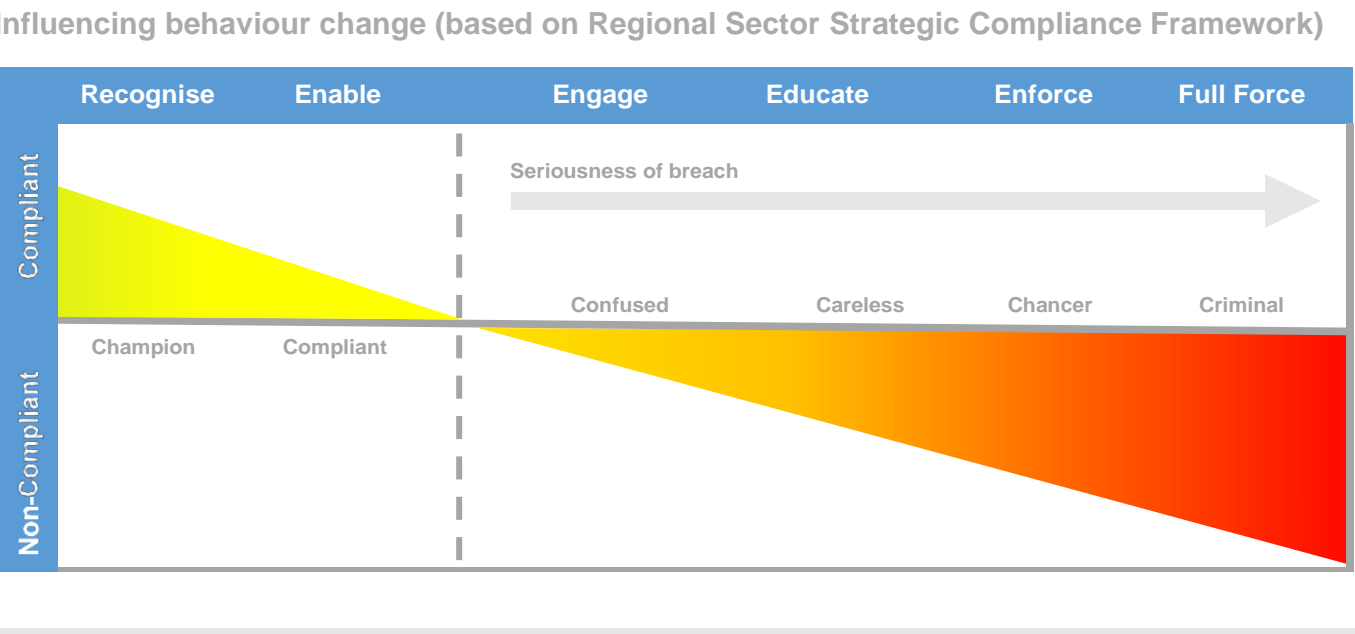 Influencing behaviour change (based on Regional Sector Strategic Compliance Framework)
Recognise Enable Engage Educate Enforce Full Force
Compliant
Seriousness of breach
Confused Careless Chancer Criminal
Champion Compliant
Non-Compliant